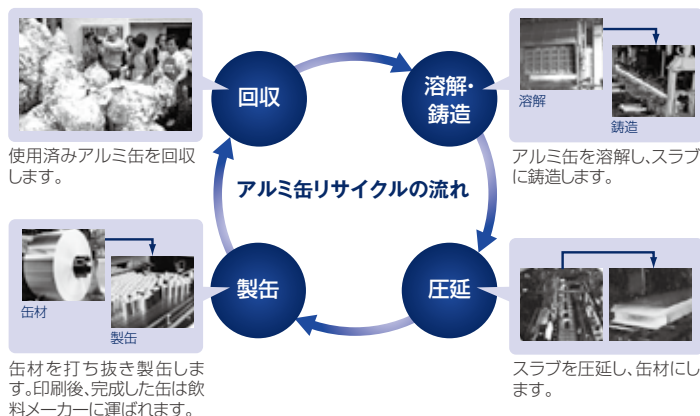 回収
使用済みアルミ缶を回収
します。
溶解・
鋳造
溶解
鋳造
アルミ缶を溶解し、スラブ
に鋳造します。
アルミ缶リサイクルの流れ
製缶
缶材
製缶
缶材を打ち抜き製缶しま
す。印刷後、完成した缶は飲
料メーカーに運ばれます。
圧延
スラブを圧延し、缶材にし
ます。